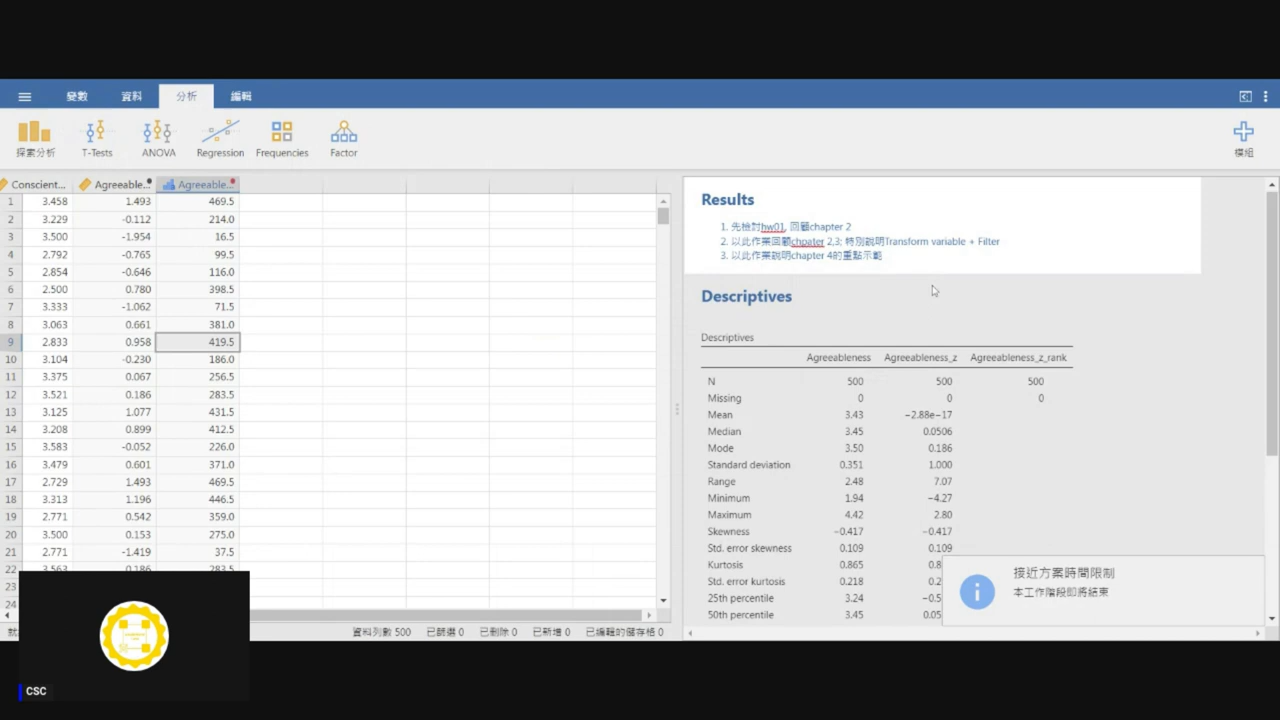 變數 資料 分析 編輯
探索分析 T-Tests ANOVA Regression Frequencies Factor 模組
Conscient... Agreeable... Agreeable...
1 3.458 1.493 469.5
2 3.229 -0.112 214.0
3 3.500 -1.954 16.5
4 2.792 -0.765 99.5
5 2.854 -0.646 116.0
6 2.500 0.780 398.5
7 3.333 -1.062 71.5
8 3.063 0.661 381.0
9 2.833 0.958 419.5
10 3.104 -0.230 186.0
11 3.375 0.067 256.5
12 3.521 0.186 283.5
13 3.125 1.077 431.5
14 3.208 0.899 412.5
15 3.583 -0.052 226.0
16 3.479 0.601 371.0
17 2.729 1.493 469.5
18 3.313 1.196 446.5
19 2.771 0.542 359.0
20 3.500 0.153 275.0
21 2.771 -1.419 37.5
22 3.563 0.186 283.5
23
24
資料列數 500 已篩選 0 已刪除 0 已新增 0 已編輯的儲存格 0
CSC
Results
1. 先檢討hw01, 回顧chapter 2
2. 以此作業回顧chpater 2,3; 特別說明Transform variable + Filter
3. 以此作業說明chapter 4的重點示範
Descriptives
Descriptives
Agreeableness Agreeableness_z Agreeableness_z_rank
N 500 500 500
Missing 0 0 0
Mean 3.43 −2.88e−17
Median 3.45 0.0506
Mode 3.50 0.186
Standard deviation 0.351 1.000
Range 2.48 7.07
Minimum 1.94 −4.27
Maximum 4.42 2.80
Skewness −0.417 −0.417
Std. error skewness 0.109 0.109
Kurtosis 0.865 0.8
Std. error kurtosis 0.218 0.2
25th percentile 3.24 −0.5
50th percentile 3.45 0.05
接近方案時間限制
本工作階段即將結束